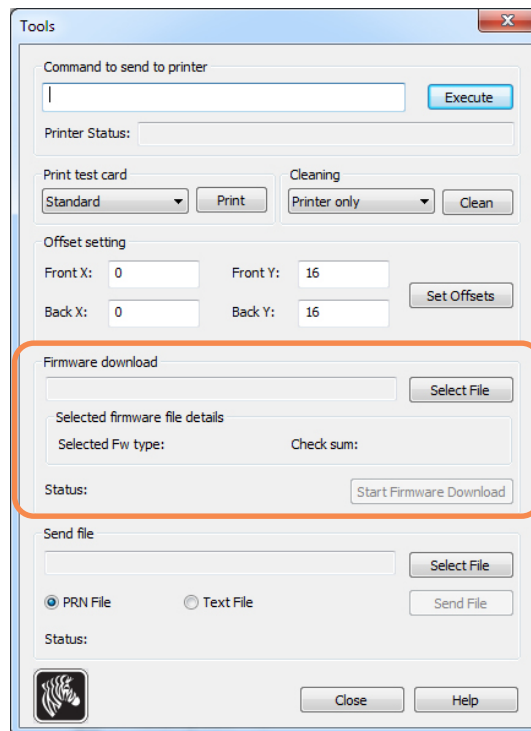 Tools
Command to send to printer
Execute
Printer Status:
Print test card
Cleaning
Standard
Print
Printer only
Clean
Offset setting
Front X: 0 Front Y: 16
Set Offsets
Back X: 0 Back Y: 16
Firmware download
Select File
Selected firmware file details
Selected Fw type: Check sum:
Status: Start Firmware Download
Send file
Select File
PRN File Text File Send File
Status:
Close Help